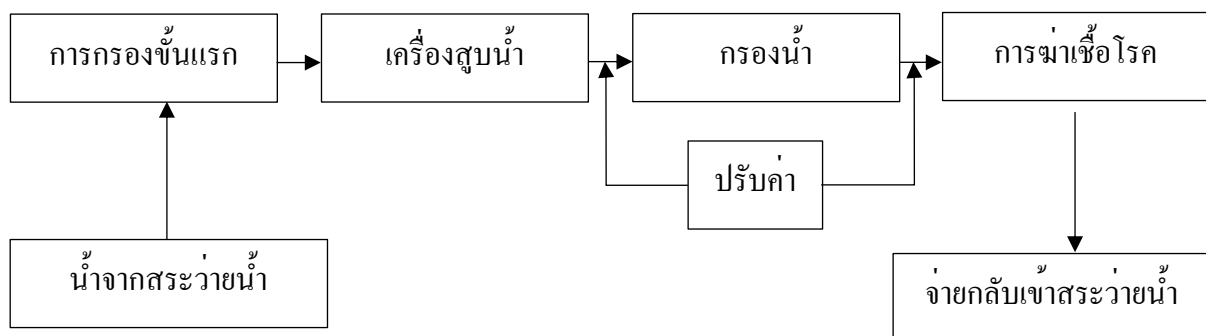 การกรองขั้นแรก
เครื่องสูบน้ำ
กรองน้ำ
การฆ่าเชื้อโรค
ปรับค่า
น้ำจากสระว่ายน้ำ
จ่ายกลับเข้าสระว่ายน้ำ